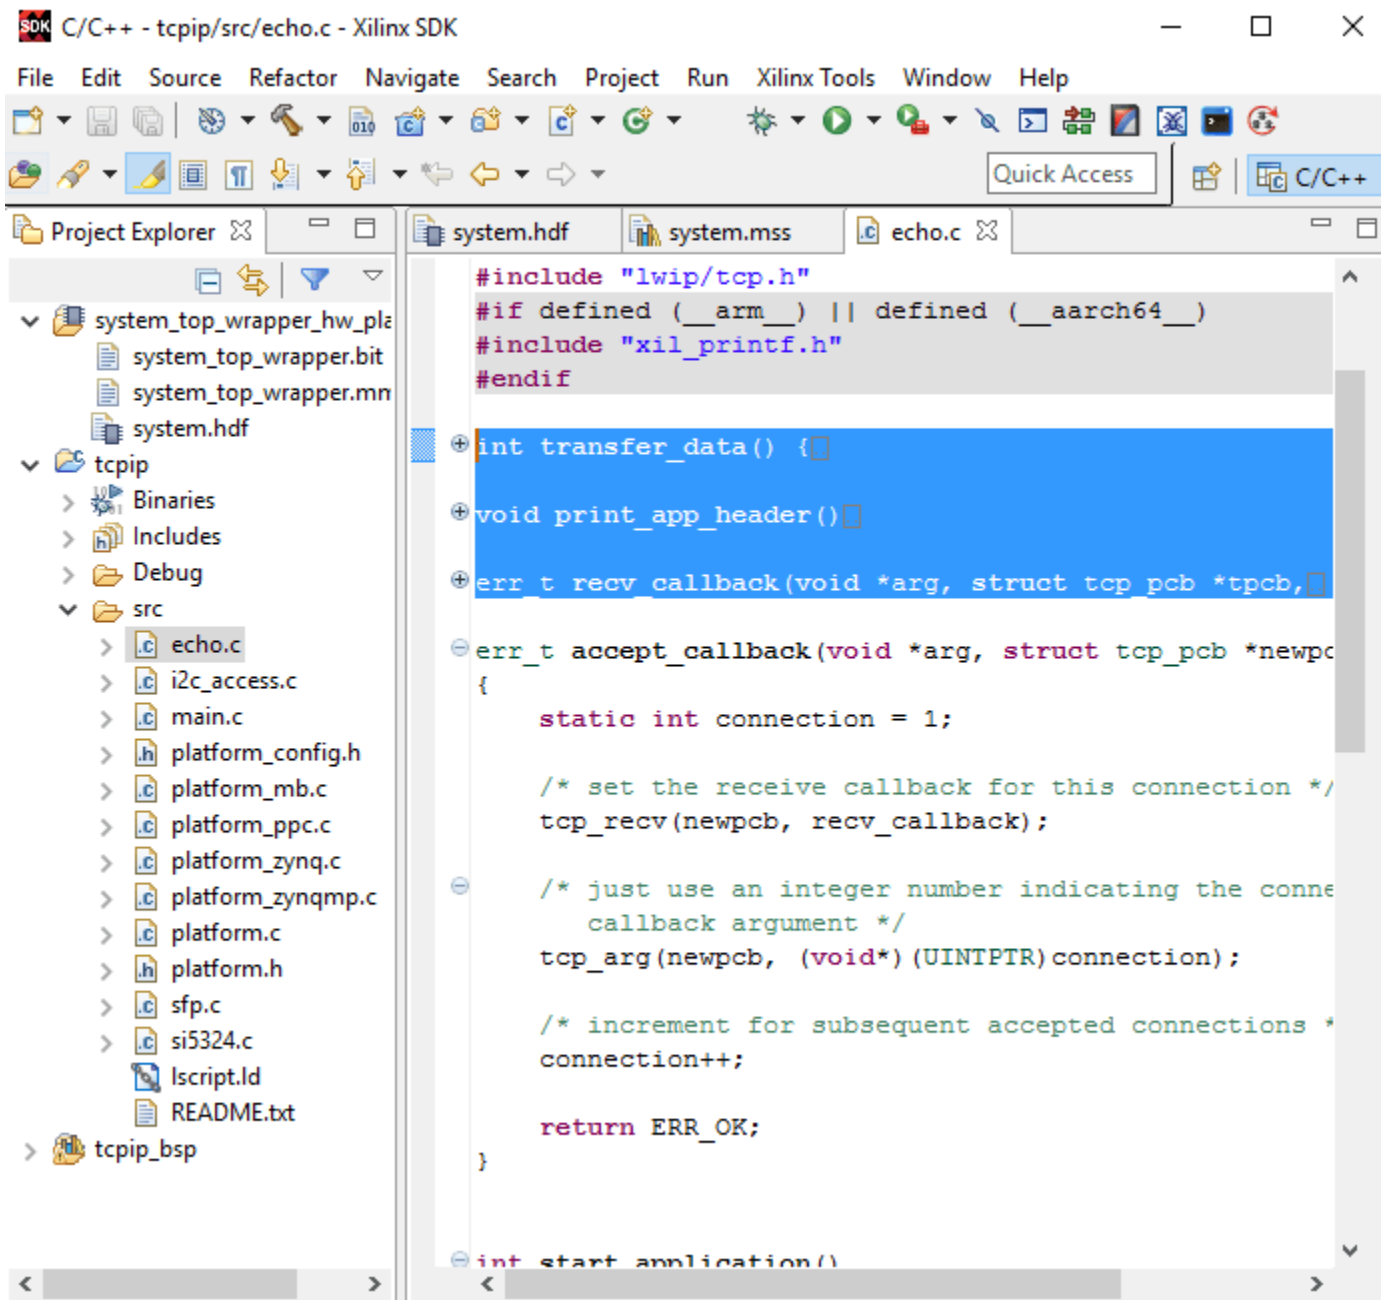 SDK C/C++ - tcpip/src/echo.c - Xilinx SDK
File Edit Source Refactor Navigate Search Project Run Xilinx Tools Window Help
010
Quick Access
C/C++
Project Explorer
system.hdf
system.mss
echo.c
system_top_wrapper_hw_pla
system_top_wrapper.bit
system_top_wrapper.mm
system.hdf
tcpip
Binaries
Includes
Debug
src
echo.c
i2c_access.c
main.c
platform_config.h
platform_mb.c
platform_ppc.c
platform_zynq.c
platform_zynqmp.c
platform.c
platform.h
sfp.c
si5324.c
lscript.ld
README.txt
tcpip_bsp
#include "lwip/tcp.h"
#if defined (__arm__) || defined (__aarch64__)
#include "xil_printf.h"
#endif
int transfer_data() {
void print_app_header()
err_t recv_callback(void *arg, struct tcp_pcb *tpcb,
err_t accept_callback(void *arg, struct tcp_pcb *newpc
{
static int connection = 1;
/* set the receive callback for this connection */
tcp_recv(newpcb, recv_callback);
/* just use an integer number indicating the conne
callback argument */
tcp_arg(newpcb, (void*)(UINTPTR)connection);
/* increment for subsequent accepted connections *
connection++;
return ERR_OK;
}
int start_application()